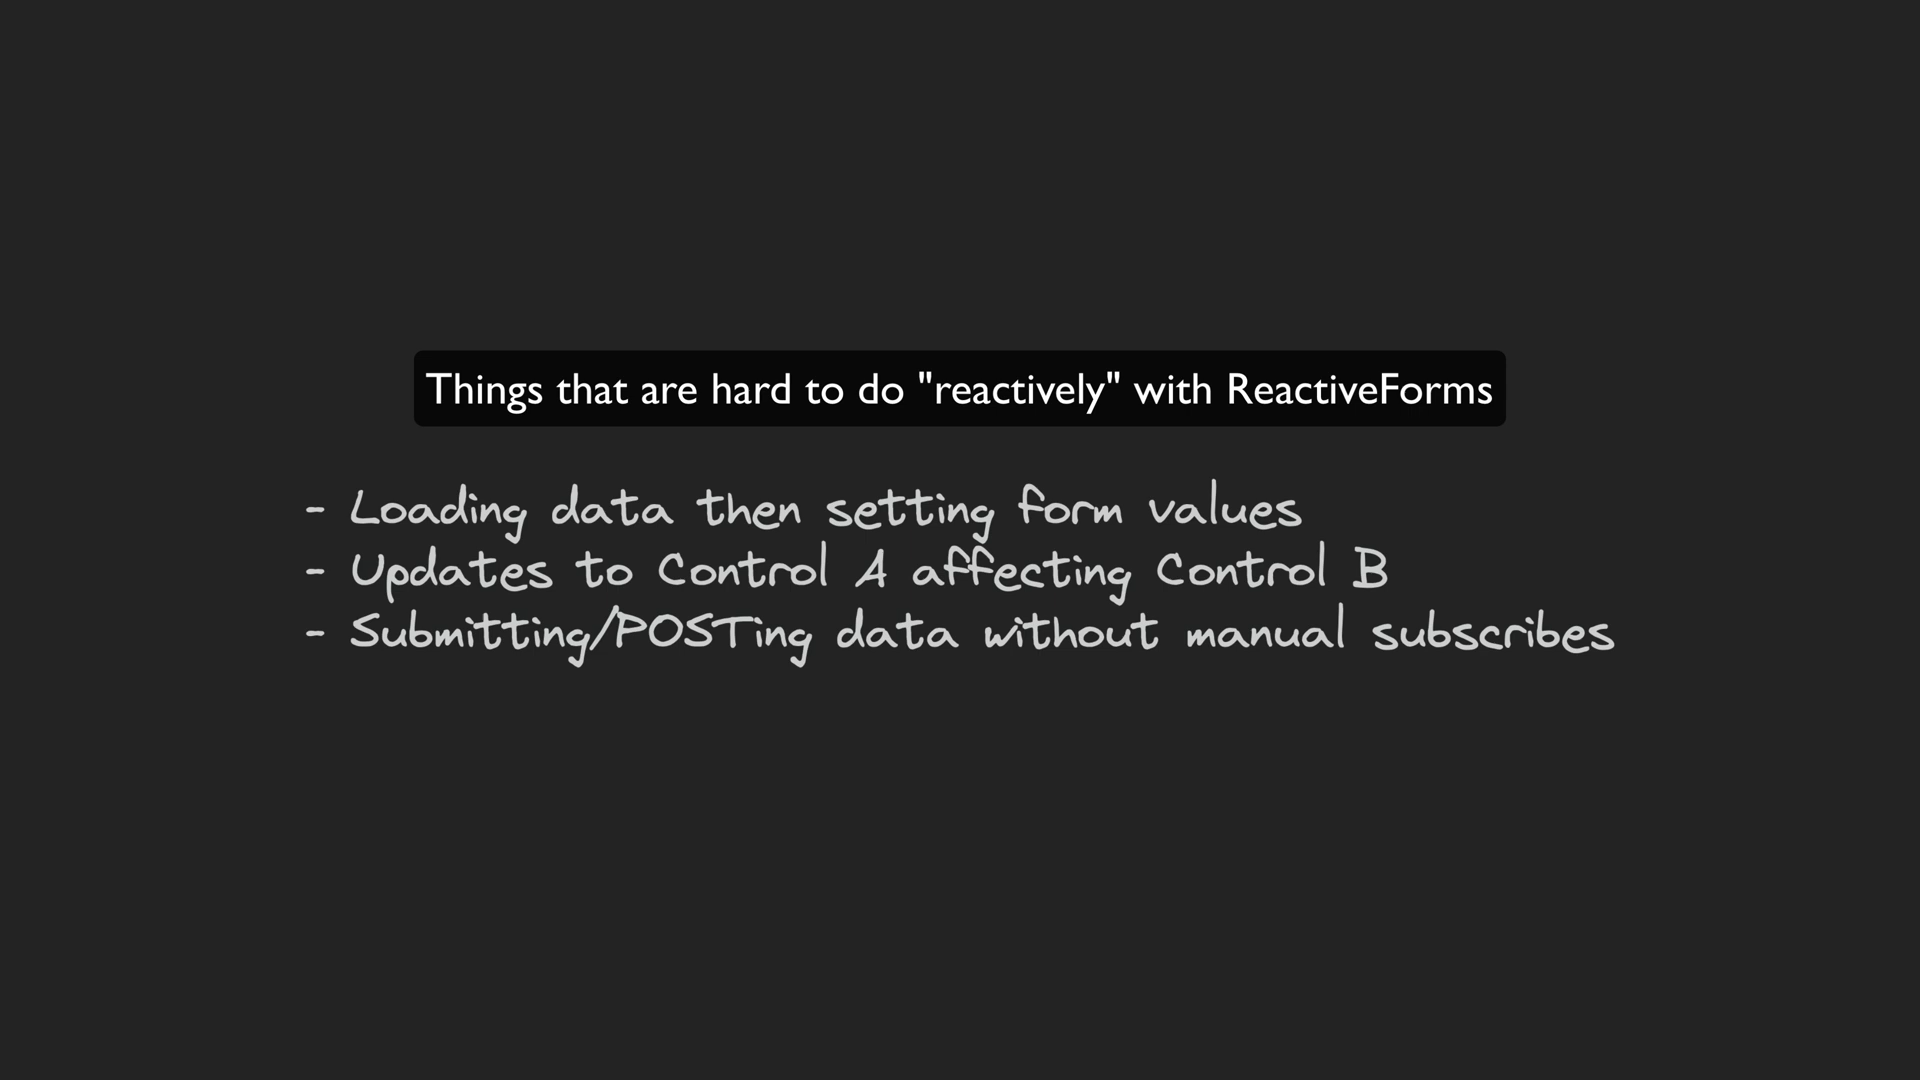 Things that are hard to do "reactively" with ReactiveForms
- Loading data then setting form values
- Updates to Control A affecting Control B
- Submitting/POSTing data without manual subscribes